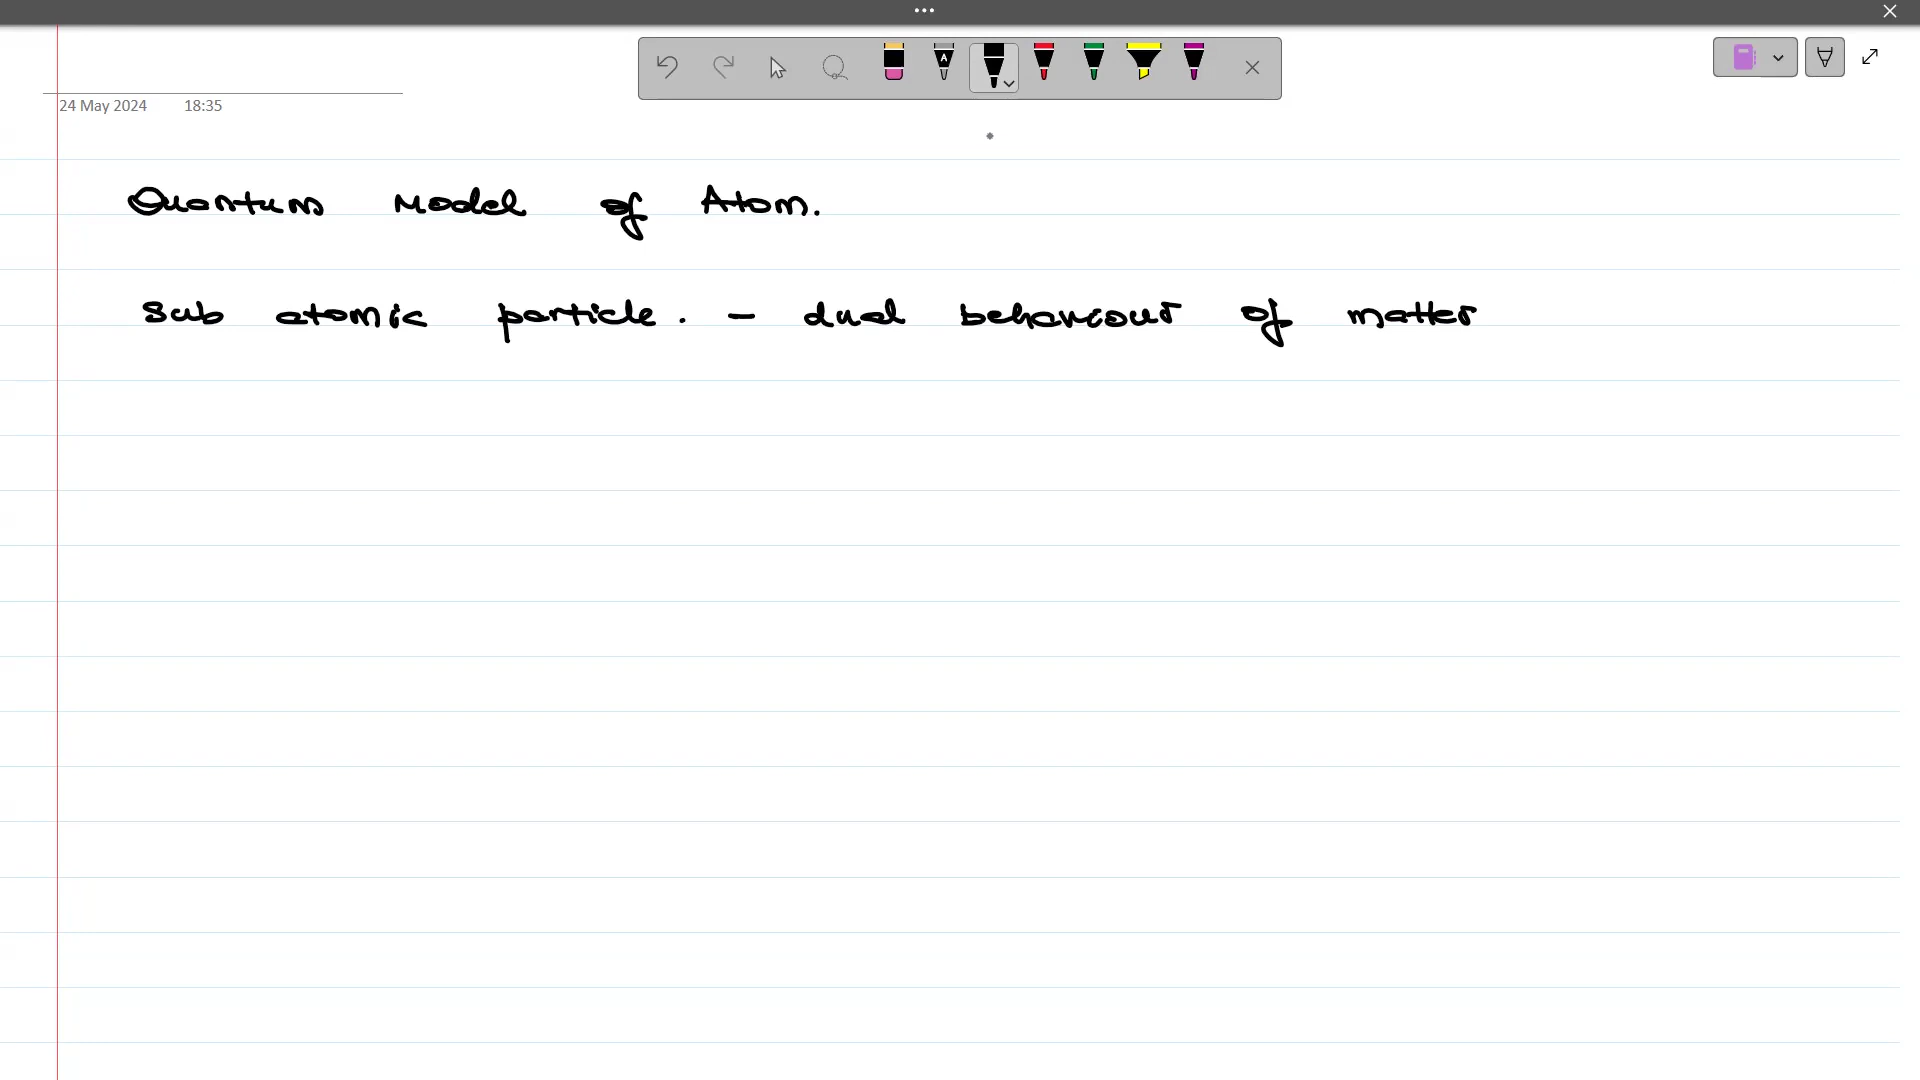 24 May 2024 18:35
Quantum Model of Atom.
Sub atomic particle. - dual behaviour of matter